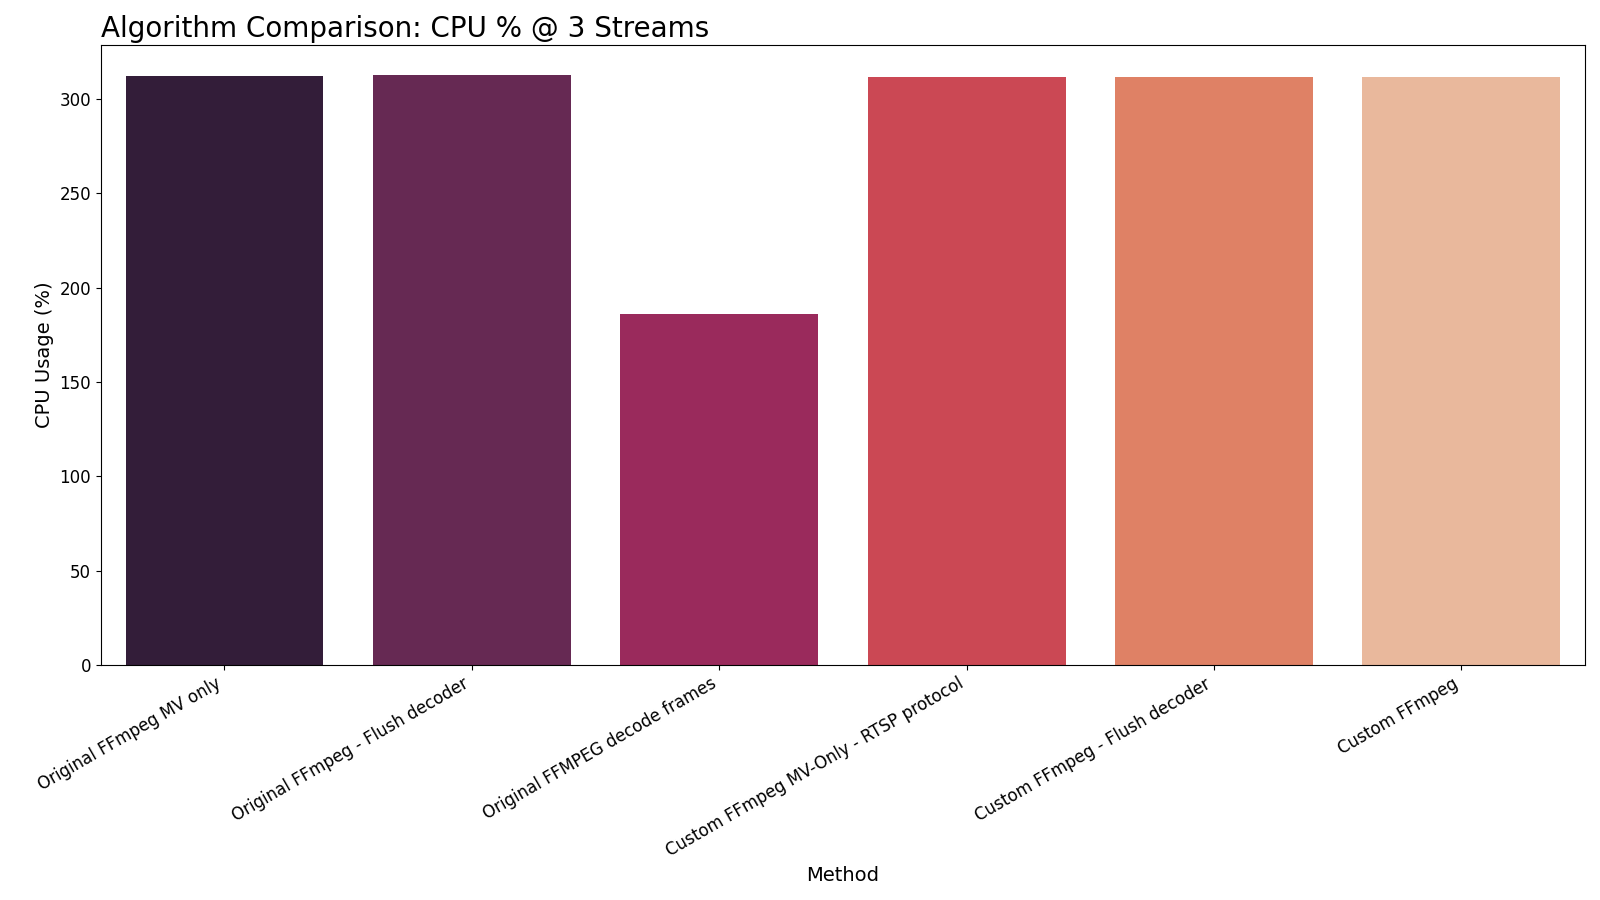 Algorithm Comparison: CPU % @ 3 Streams
CPU Usage (%)
300
250
200
150
100
50
0
Original FFmpeg MV only
Original FFmpeg - Flush decoder
Original FFMPEG decode frames
Custom FFmpeg MV-Only - RTSP protocol
Custom FFmpeg - Flush decoder
Custom FFmpeg
Method